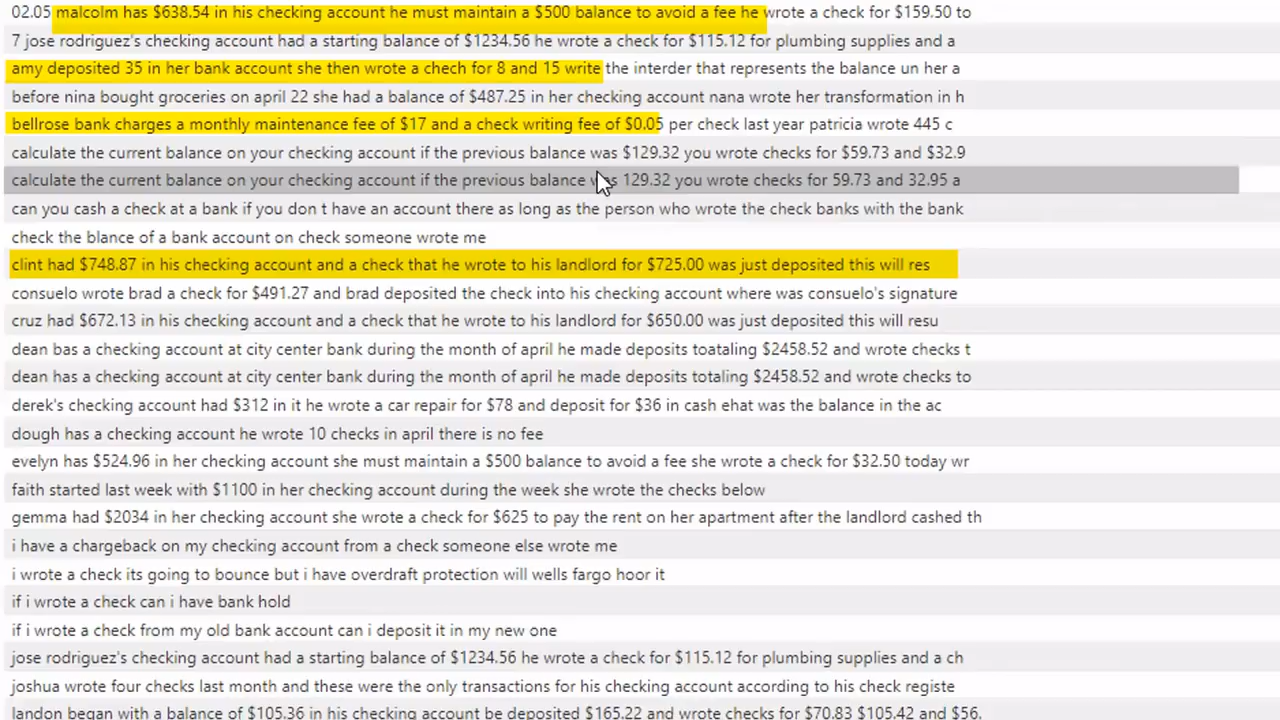 02.05 malcolm has $638.54 in his checking account he must maintain a $500 balance to avoid a fee he wrote a check for $159.50 to
7 jose rodriguez's checking account had a starting balance of $1234.56 he wrote a check for $115.12 for plumbing supplies and a
amy deposited 35 in her bank account she then wrote a chech for 8 and 15 write the interder that represents the balance un her a
before nina bought groceries on april 22 she had a balance of $487.25 in her checking account nana wrote her transformation in h
bellrose bank charges a monthly maintenance fee of $17 and a check writing fee of $0.05 per check last year patricia wrote 445 c
calculate the current balance on your checking account if the previous balance was $129.32 you wrote checks for $59.73 and $32.9
calculate the current balance on your checking account if the previous balance was 129.32 you wrote checks for 59.73 and 32.95 a
can you cash a check at a bank if you don t have an account there as long as the person who wrote the check banks with the bank
check the blance of a bank account on check someone wrote me
clint had $748.87 in his checking account and a check that he wrote to his landlord for $725.00 was just deposited this will res
consuelo wrote brad a check for $491.27 and brad deposited the check into his checking account where was consuelo's signature
cruz had $672.13 in his checking account and a check that he wrote to his landlord for $650.00 was just deposited this will resu
dean bas a checking account at city center bank during the month of april he made deposits toataling $2458.52 and wrote checks t
dean has a checking account at city center bank during the month of april he made deposits totaling $2458.52 and wrote checks to
derek's checking account had $312 in it he wrote a car repair for $78 and deposit for $36 in cash ehat was the balance in the ac
dough has a checking account he wrote 10 checks in april there is no fee
evelyn has $524.96 in her checking account she must maintain a $500 balance to avoid a fee she wrote a check for $32.50 today wr
faith started last week with $1100 in her checking account during the week she wrote the checks below
gemma had $2034 in her checking account she wrote a check for $625 to pay the rent on her apartment after the landlord cashed th
i have a chargeback on my checking account from a check someone else wrote me
i wrote a check its going to bounce but i have overdraft protection will wells fargo hoor it
if i wrote a check can i have bank hold
if i wrote a check from my old bank account can i deposit it in my new one
jose rodriguez's checking account had a starting balance of $1234.56 he wrote a check for $115.12 for plumbing supplies and a ch
joshua wrote four checks last month and these were the only transactions for his checking account according to his check registe
landon began with a balance of $105.36 in his checking account be deposited $165.22 and wrote checks for $70.83 $105.42 and $56.